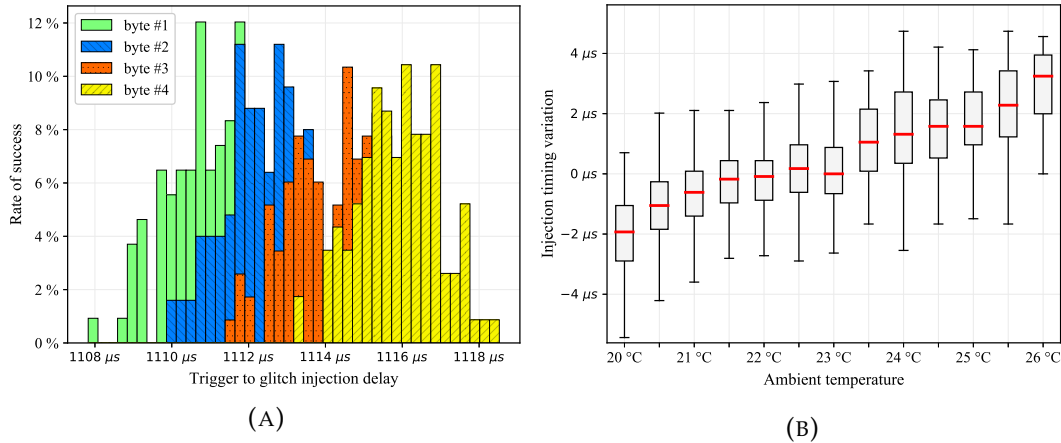 12 %
10 %
8 %
6 %
4 %
2 %
0 %
Rate of success
byte #1
byte #2
byte #3
byte #4
1108 μs 1110 μs 1112 μs 1114 μs 1116 μs 1118 μs
Trigger to glitch injection delay
(A)
4 μs
2 μs
0 μs
−2 μs
−4 μs
Injection timing variation
20 °C 21 °C 22 °C 23 °C 24 °C 25 °C 26 °C
Ambient temperature
(B)